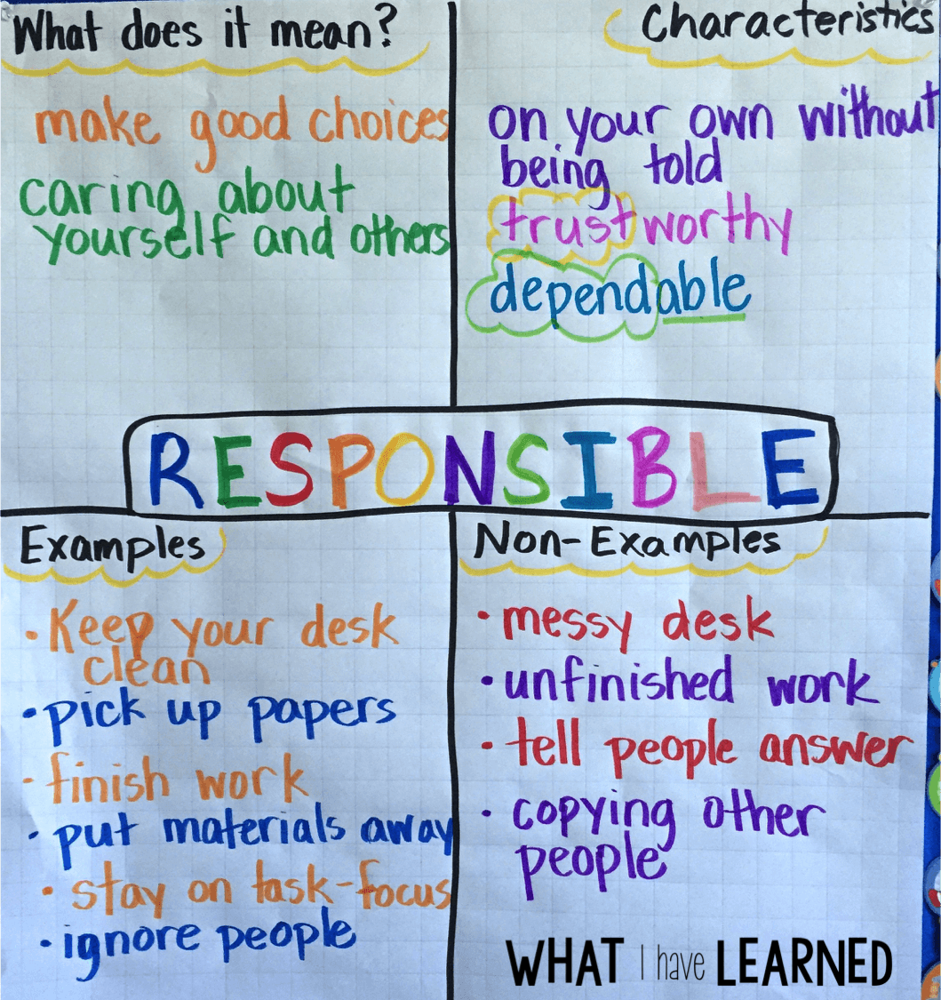 What does it mean?
make good choices
caring about
yourself and others
Characteristics
on your own without
being told
trustworthy
dependable
RESPONSIBLE
Examples
• Keep your desk
clean
• pick up papers
- finish work
• put materials away
• stay on task-focus
• ignore people
Non-Examples
• messy desk
• unfinished work
• tell people answer
• copying other
people
WHAT I have LEARNED